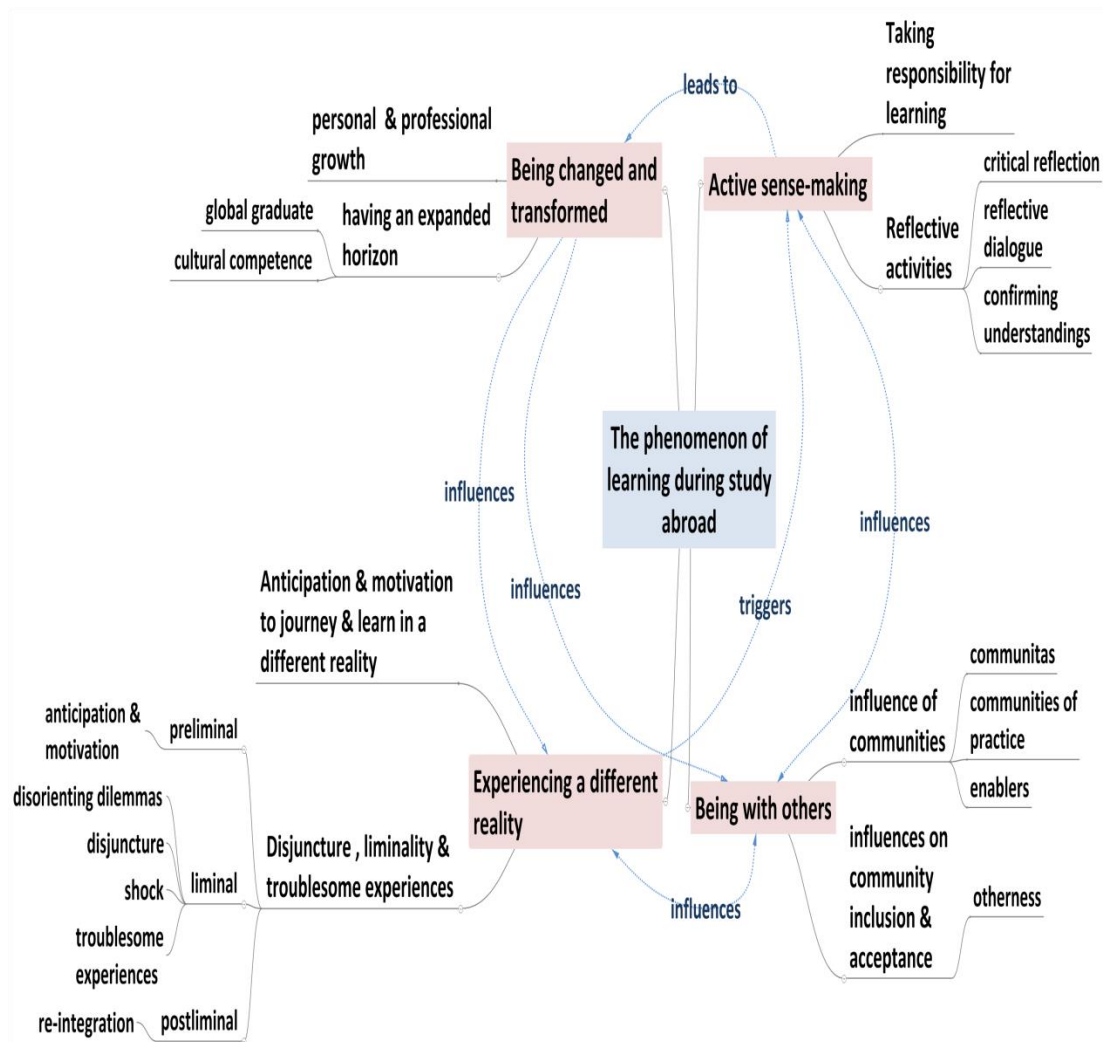 leads to
personal & professional
growth
Being changed and
transformed
global graduate
having an expanded
horizon
cultural competence
Active sense-making
Taking
responsibility for
learning
Reflective
activities
critical reflection
reflective
dialogue
confirming
understandings
The phenomenon of
learning during study
abroad
influences
influences
triggers
influences
Anticipation & motivation
to journey & learn in a
different reality
Experiencing a different
reality
Disjuncture , liminality &
troublesome experiences
preliminal
anticipation &
motivation
liminal
disorienting dilemmas
disjuncture
shock
troublesome
experiences
postliminal
re-integration
influences
Being with others
influence of
communities
communitas
communities of
practice
enablers
influences on
community
inclusion &
acceptance
otherness